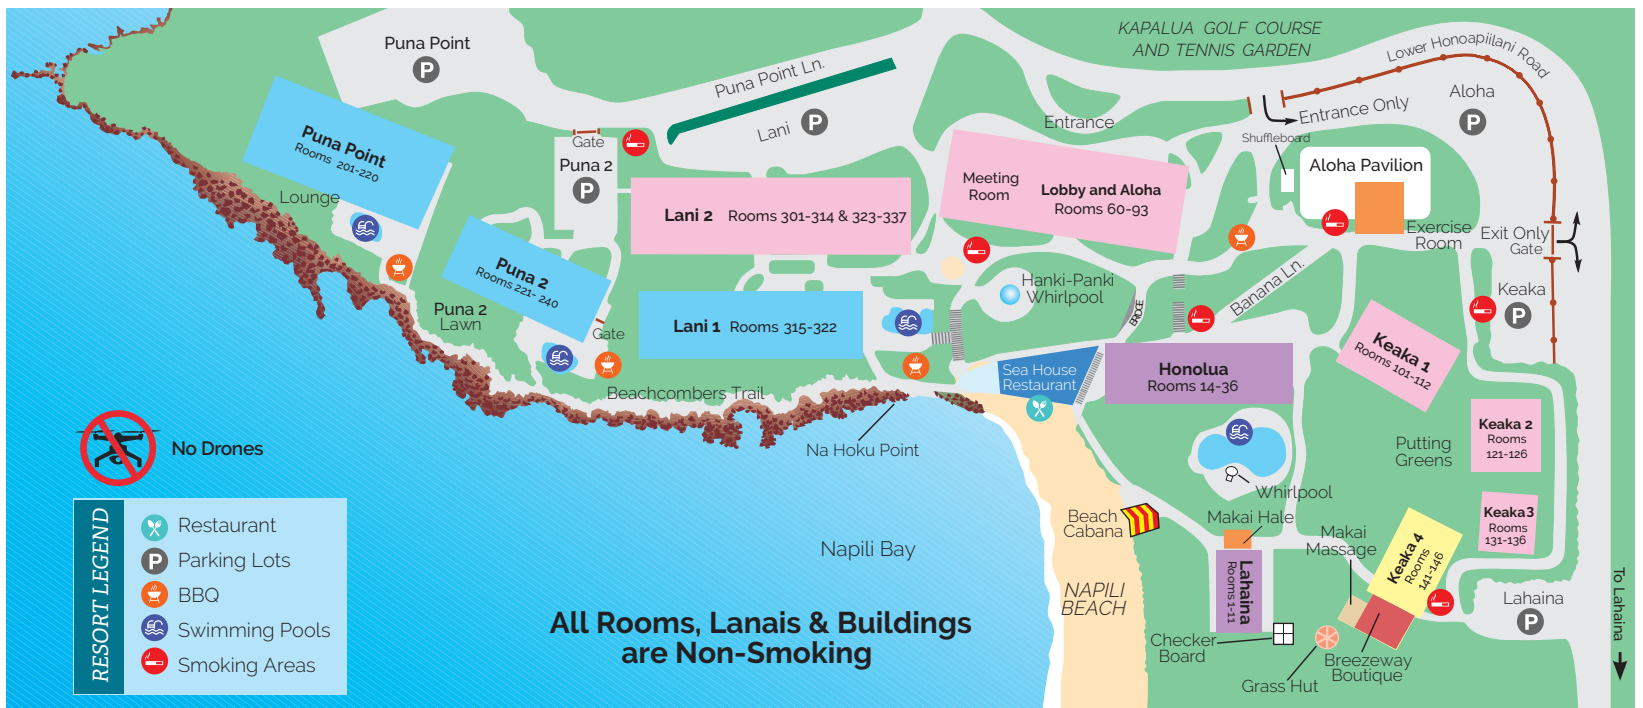 KAPALUA GOLF COURSE
AND TENNIS GARDEN
Lower Honoapiilani Road
Puna Point
P
Puna Point Ln.
Lani P
Entrance
Entrance Only
Aloha
P
Shuffleboard
Gate
Puna 2
P
Puna Point
Rooms 201-220
Lounge
Lani 2 Rooms 301-314 & 323-337
Meeting
Room
Lobby and Aloha
Rooms 60-93
Aloha Pavilion
Exercise
Room
Exit Only
Gate
Puna 2
Rooms 221- 240
Puna 2
Lawn
Gate
Lani 1 Rooms 315-322
Hanki-Panki
Whirlpool
BRIDGE
Banana Ln.
Keaka
P
Keaka 1
Rooms 101-112
Sea House
Restaurant
Honolua
Rooms 14-36
Beachcombers Trail
Na Hoku Point
Keaka 2
Rooms
121-126
Putting
Greens
No Drones
Whirlpool
Beach
Cabana
Makai Hale
Makai
Massage
Keaka 3
Rooms
131-136
Keaka 4
Rooms
141-146
Lahaina
Rooms 1-11
Napili Bay
NAPILI
BEACH
Lahaina
P
To Lahaina
Checker
Board
Grass Hut
Breezeway
Boutique
All Rooms, Lanais & Buildings
are Non-Smoking
RESORT LEGEND
Restaurant
P Parking Lots
BBQ
Swimming Pools
Smoking Areas